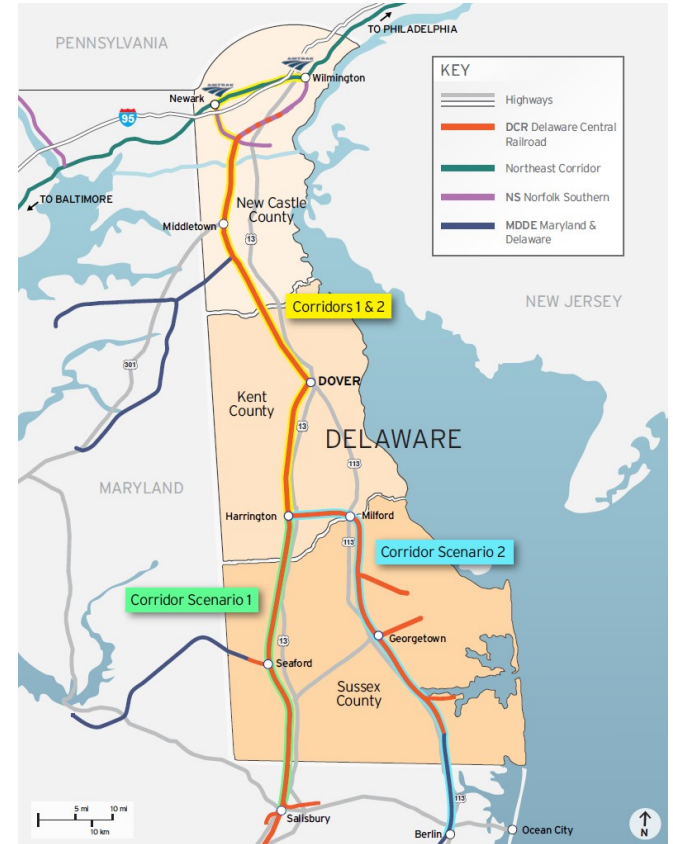 TO PHILADELPHIA
PENNSYLVANIA
AMTRAK
Wilmington
AMTRAK
Newark
95
KEY
Highways
DCR Delaware Central
Railroad
Northeast Corridor
NS Norfolk Southern
MDDE Maryland &
Delaware
TO BALTIMORE
New Castle
County
Middletown
13
NEW JERSEY
Corridors 1 & 2
301
DOVER
Kent
County
13
DELAWARE
113
MARYLAND
Harrington
Milford
113
Corridor Scenario 2
Corridor Scenario 1
13
Georgetown
Seaford
Sussex
County
5 mi
10 mi
10 km
Salisbury
113
Berlin
Ocean City
N